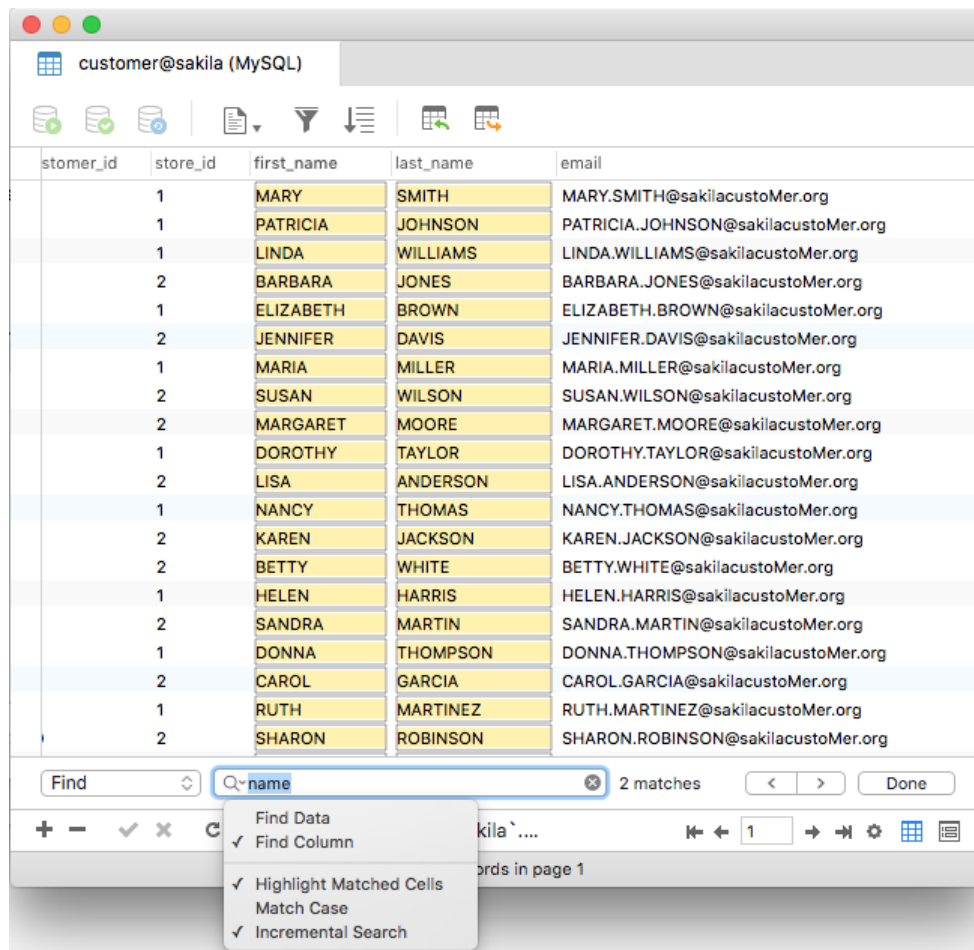 customer@sakila (MySQL)
stomer_id store_id first_name last_name email
1 MARY SMITH MARY.SMITH@sakilacustoMer.org
1 PATRICIA JOHNSON PATRICIA.JOHNSON@sakilacustoMer.org
1 LINDA WILLIAMS LINDA.WILLIAMS@sakilacustoMer.org
2 BARBARA JONES BARBARA.JONES@sakilacustoMer.org
1 ELIZABETH BROWN ELIZABETH.BROWN@sakilacustoMer.org
2 JENNIFER DAVIS JENNIFER.DAVIS@sakilacustoMer.org
1 MARIA MILLER MARIA.MILLER@sakilacustoMer.org
2 SUSAN WILSON SUSAN.WILSON@sakilacustoMer.org
2 MARGARET MOORE MARGARET.MOORE@sakilacustoMer.org
1 DOROTHY TAYLOR DOROTHY.TAYLOR@sakilacustoMer.org
2 LISA ANDERSON LISA.ANDERSON@sakilacustoMer.org
1 NANCY THOMAS NANCY.THOMAS@sakilacustoMer.org
2 KAREN JACKSON KAREN.JACKSON@sakilacustoMer.org
2 BETTY WHITE BETTY.WHITE@sakilacustoMer.org
1 HELEN HARRIS HELEN.HARRIS@sakilacustoMer.org
2 SANDRA MARTIN SANDRA.MARTIN@sakilacustoMer.org
1 DONNA THOMPSON DONNA.THOMPSON@sakilacustoMer.org
2 CAROL GARCIA CAROL.GARCIA@sakilacustoMer.org
1 RUTH MARTINEZ RUTH.MARTINEZ@sakilacustoMer.org
2 SHARON ROBINSON SHARON.ROBINSON@sakilacustoMer.org
Find name 2 matches < > Done
Find Data
✓ Find Column
kila`.... 1
ords in page 1
✓ Highlight Matched Cells
Match Case
✓ Incremental Search